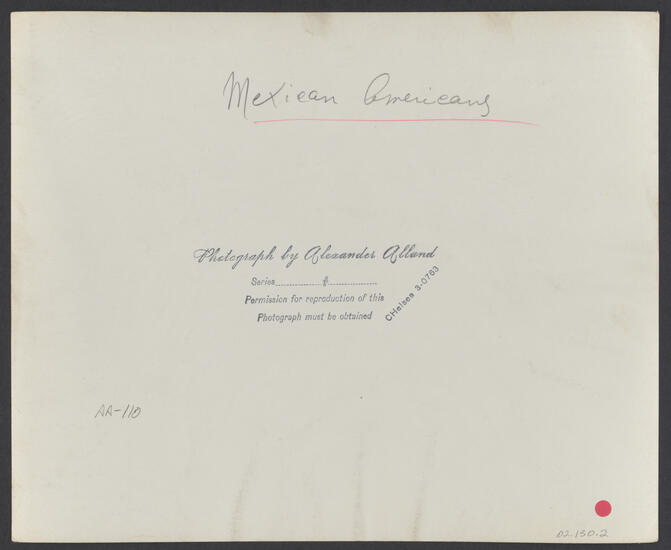 Mexican Americans
Photograph by Alexander Alland
Series....................#....................
Permission for reproduction of this
Photograph must be obtained
CHelsea 3-0763
AA-110
02.150.2